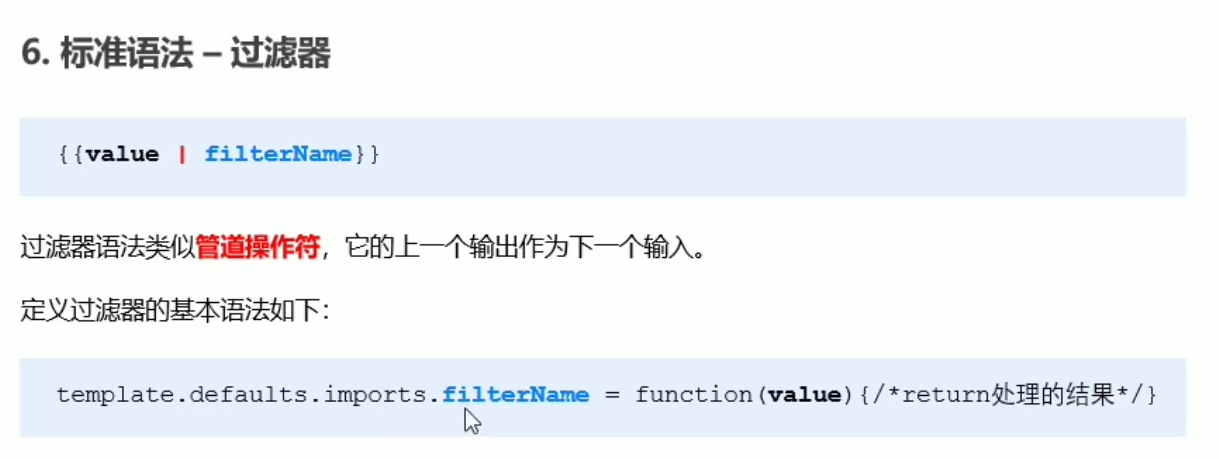 6. 标准语法 – 过滤器
{{value | filterName}}
过滤器语法类似管道操作符，它的上一个输出作为下一个输入。
定义过滤器的基本语法如下：
template.defaults.imports.filterName = function(value){/*return处理的结果*/}